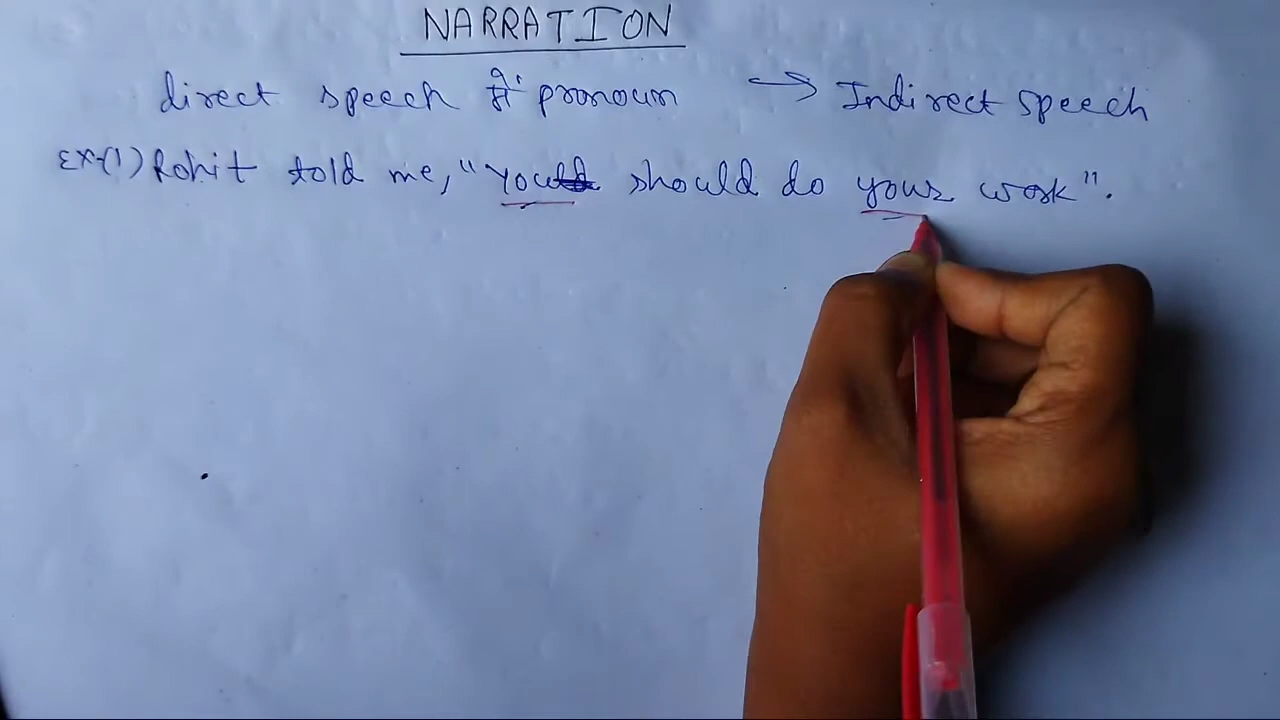 NARRATION
direct speech में pronoun → Indirect speech
Ex-(1) Rohit told me, "You should do your work".